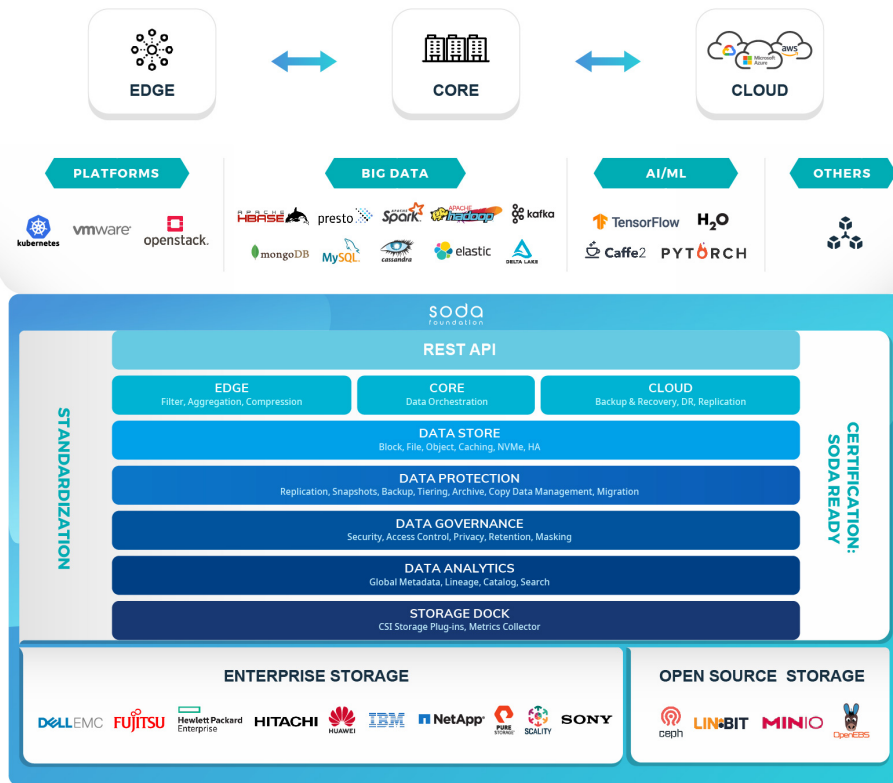 aws
Microsoft
Azure
EDGE
CORE
CLOUD
PLATFORMS
BIG DATA
AI/ML
OTHERS
kubernetes
vmware
openstack.
APACHE
HBASE
presto
APACHE
Spark
APACHE
hadoop
kafka
mongoDB
MySQL
cassandra
elastic
DELTA LAKE
TensorFlow
H2O
Caffe2
PYTORCH
soda
foundation
STANDARDIZATION
REST API
EDGE
Filter, Aggregation, Compression
CORE
Data Orchestration
CLOUD
Backup & Recovery, DR, Replication
DATA STORE
Block, File, Object, Caching, NVMe, HA
DATA PROTECTION
Replication, Snapshots, Backup, Tiering, Archive, Copy Data Management, Migration
DATA GOVERNANCE
Security, Access Control, Privacy, Retention, Masking
DATA ANALYTICS
Global Metadata, Lineage, Catalog, Search
STORAGE DOCK
CSI Storage Plug-ins, Metrics Collector
CERTIFICATION:
SODA READY
ENTERPRISE STORAGE
DELLEMC
FUJITSU
Hewlett Packard
Enterprise
HITACHI
HUAWEI
IBM
NetApp
PURE
STORAGE
SCALITY
SONY
OPEN SOURCE STORAGE
ceph
LINBIT
MINIO
OpenEBS